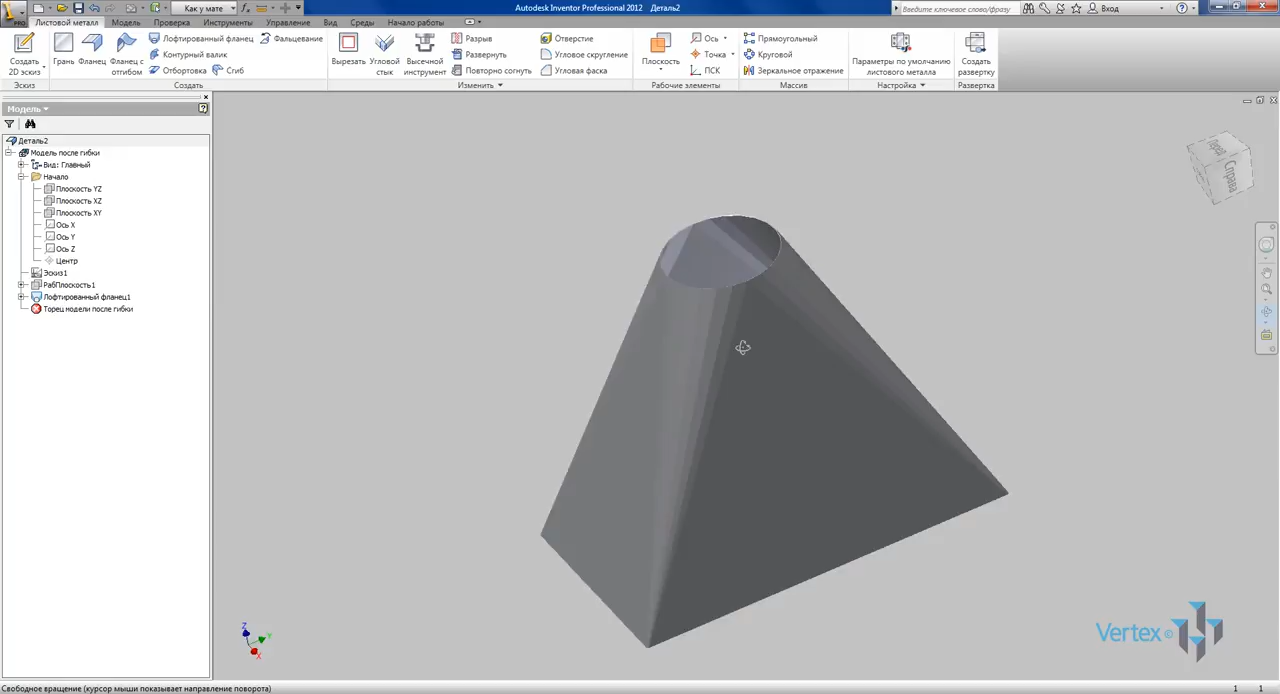 PRO
Как у мате
Autodesk Inventor Professional 2012 Деталь2
Введите ключевое слово/фразу
Вход
Листовой металл Модель Проверка Инструменты Управление Вид Среды Начало работы
Создать 2D эскиз
Грань
Фланец
Фланец с отгибом
Лофтированный фланец
Фальцевание
Контурный валик
Отбортовка
Сгиб
Вырезать
Угловой стык
Высечной инструмент
Разрыв
Развернуть
Повторно согнуть
Отверстие
Угловое скругление
Угловая фаска
Плоскость
Ось
Точка
ПСК
Прямоугольный
Круговой
Зеркальное отражение
Параметры по умолчанию листового металла
Создать развертку
Эскиз Создать Изменить Рабочие элементы Массив Настройка Развертка
Модель
Деталь2
Модель после гибки
Вид: Главный
Начало
Плоскость YZ
Плоскость XZ
Плоскость XY
Ось X
Ось Y
Ось Z
Центр
Эскиз1
РабПлоскость1
Лофтированный фланец1
Торец модели после гибки
Справа
Z
Y
X
Vertex ©
Свободное вращение (курсор мыши показывает направление поворота)
1 1